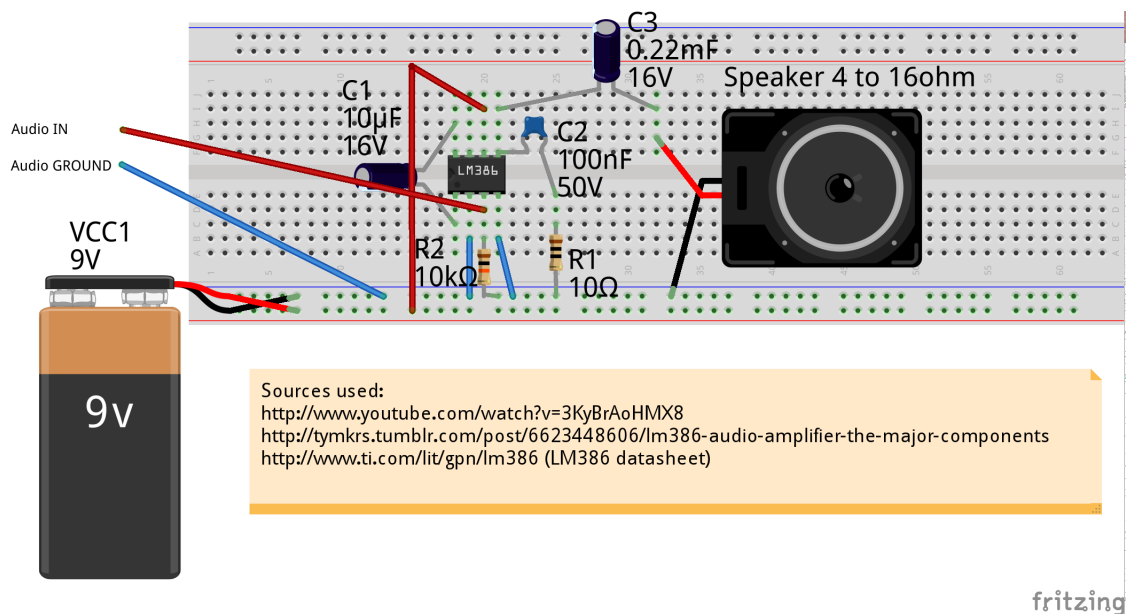 C3
0.22mF
16V
Speaker 4 to 16ohm
C1
10µF
16V
Audio IN
C2
100nF
50V
Audio GROUND
LM386
VCC1
9V
R2
10kΩ
R1
10Ω
9v
Sources used:
http://www.youtube.com/watch?v=3KyBrAoHMX8
http://tymkrs.tumblr.com/post/6623448606/lm386-audio-amplifier-the-major-components
http://www.ti.com/lit/gpn/lm386 (LM386 datasheet)
fritzing